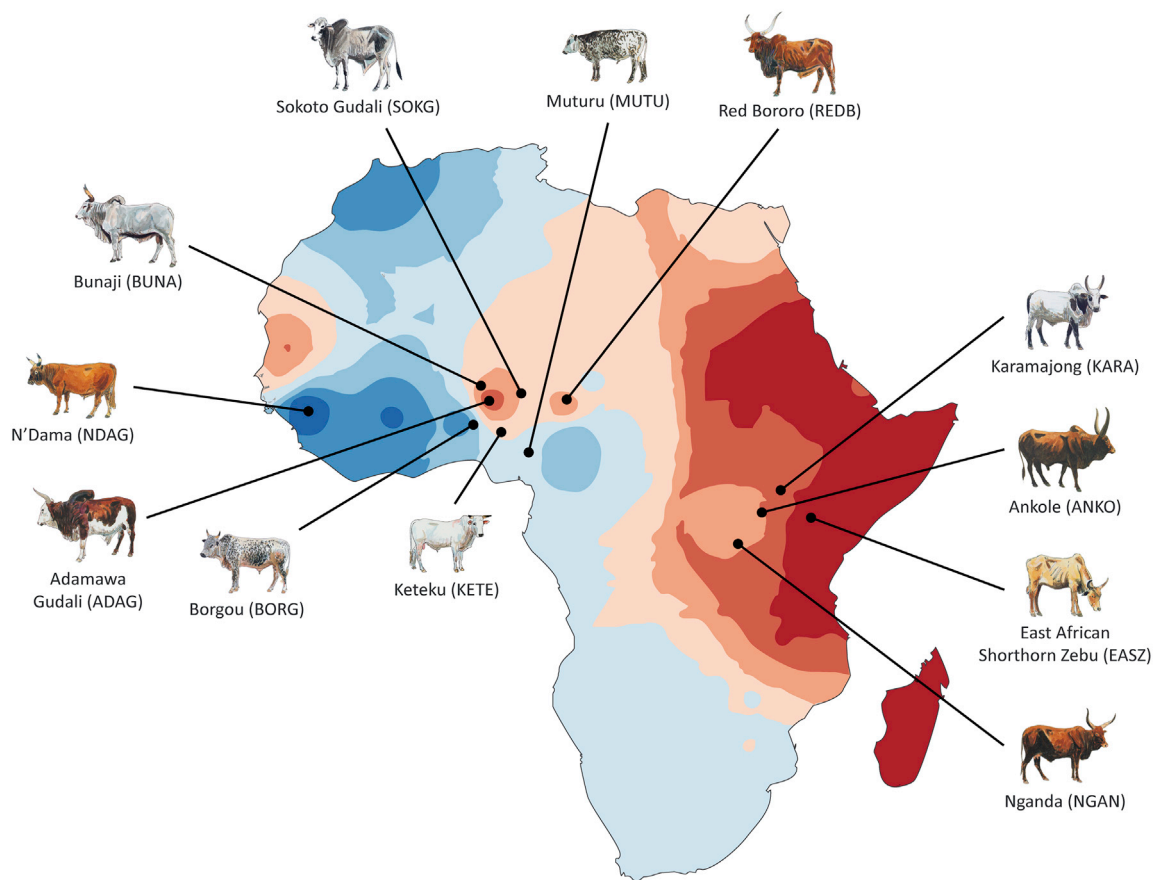 Sokoto Gudali (SOKG)
Muturu (MUTU)
Red Bororo (REDB)
Bunaji (BUNA)
Karamajong (KARA)
N’Dama (NDAG)
Ankole (ANKO)
Adamawa
Gudali (ADAG)
Borgou (BORG)
Keteku (KETE)
East African
Shorthorn Zebu (EASZ)
Nganda (NGAN)